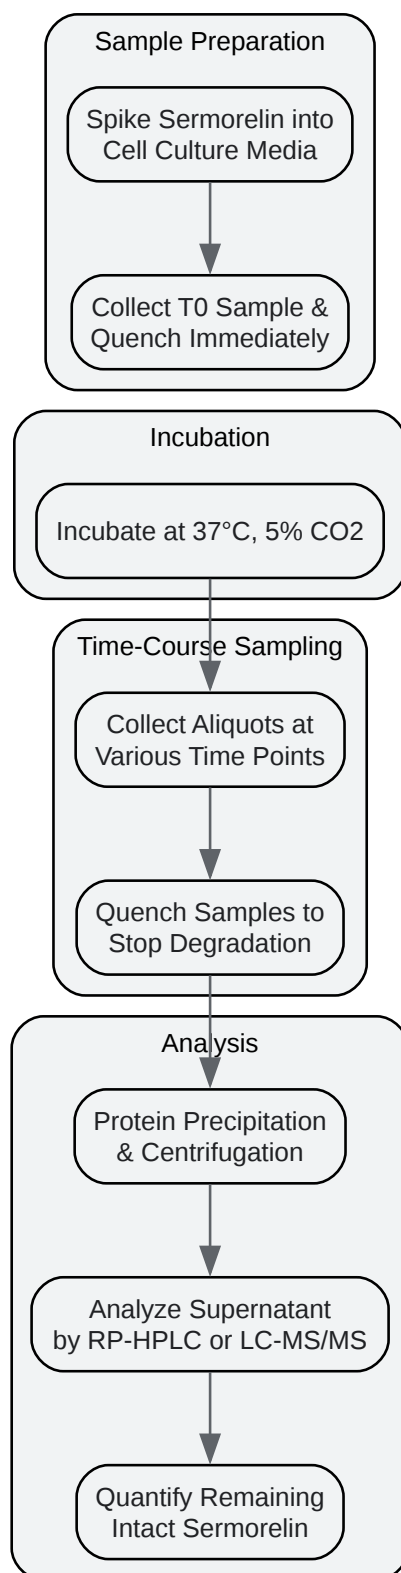 Sample Preparation
Spike Sermorelin into
Cell Culture Media
Collect T0 Sample &
Quench Immediately
Incubation
Incubate at 37°C, 5% CO2
Time-Course Sampling
Collect Aliquots at
Various Time Points
Quench Samples to
Stop Degradation
Analysis
Protein Precipitation
& Centrifugation
Analyze Supernatant
by RP-HPLC or LC-MS/MS
Quantify Remaining
Intact Sermorelin